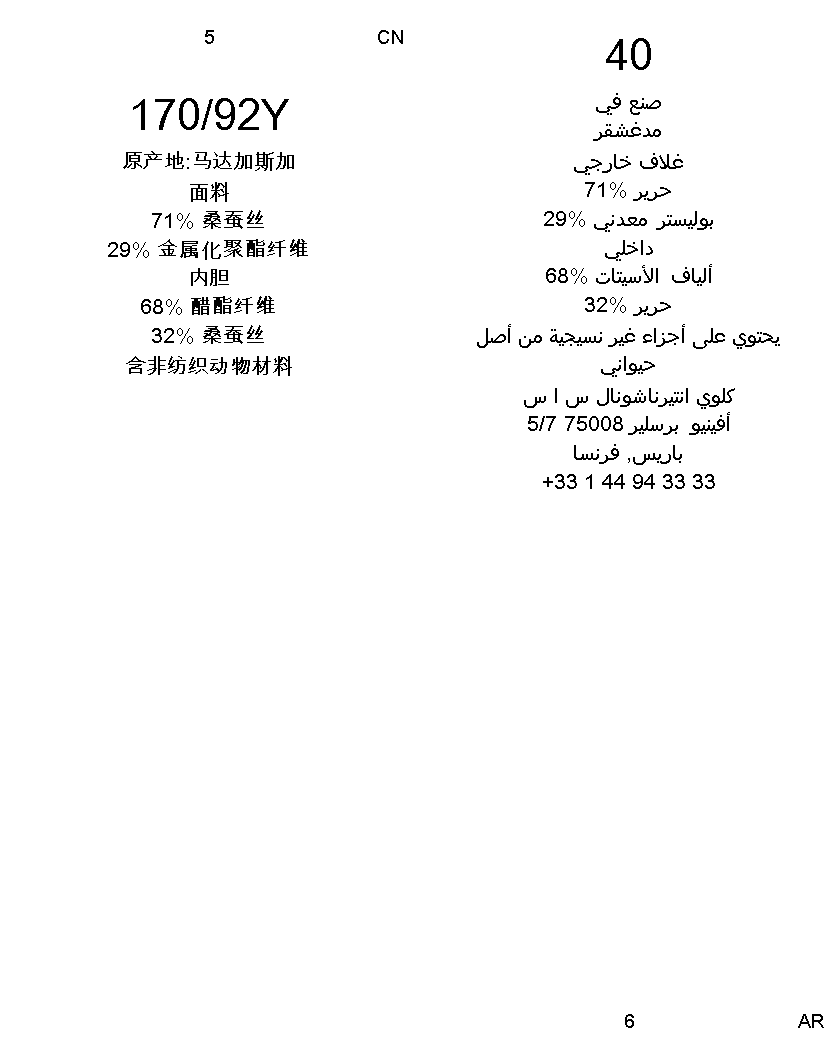 5
CN
170/92Y
原产地:马达加斯加
面料
71% 桑蚕丝
29% 金属化聚酯纤维
内胆
68% 醋酯纤维
32% 桑蚕丝
含非纺织动物材料
40
صنع في
مدغشقر
غلاف خارجي
حرير %71
بوليستر معدني %29
داخلي
ألياف الأسيتات %68
حرير %32
يحتوي على أجزاء غير نسيجية من أصل
حيواني
كلوي انتيرناشونال س ا س
أفينيو برسلير 75008 5/7
باريس, فرنسا
+33 1 44 94 33 33
6
AR